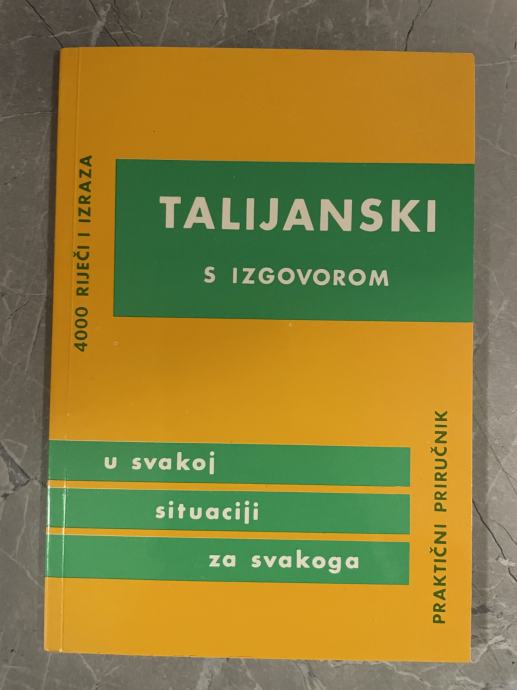 4000 RIJEČI I IZRAZA
TALIJANSKI
S IZGOVOROM
u svakoj
situaciji
za svakoga
PRAKTIČNI PRIRUČNIK